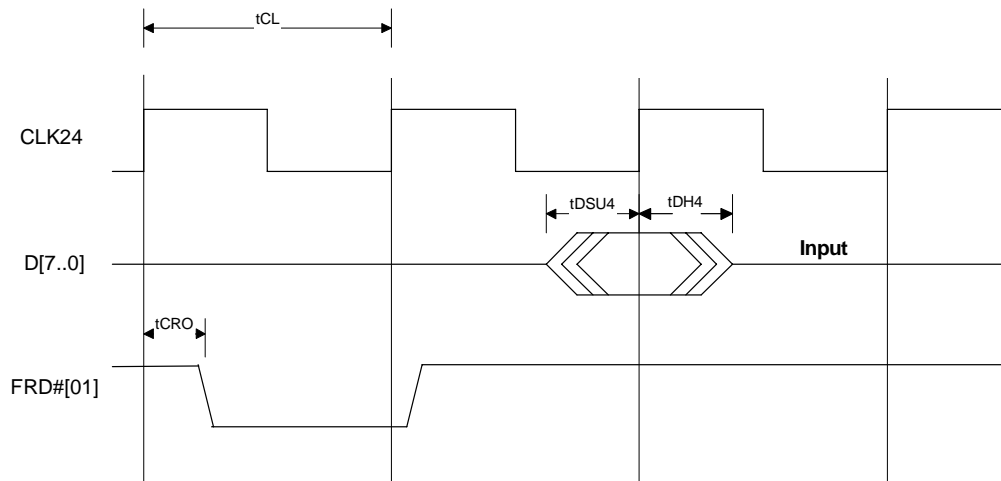 tCL
CLK24
tDSU4
tDH4
D[7..0]
Input
tCRO
FRD#[01]